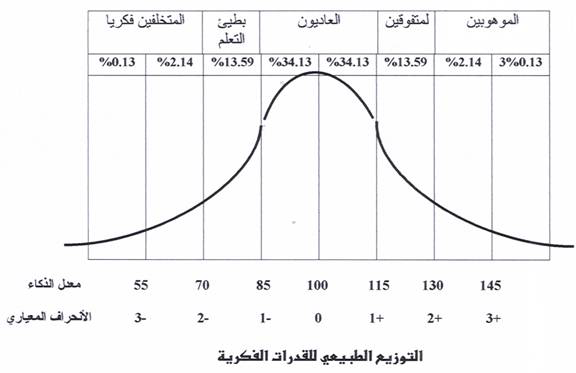 الموهوبين لمتفوقين العاديون بطيئ التعلم المتخلفين فكريا
3%0.13 %2.14 %13.59 %34.13 %34.13 %13.59 %2.14 %0.13
معدل الذكاء 55 70 85 100 115 130 145
الأنحراف المعياري 3- 2- 1- 0 1+ 2+ 3+
التوزيع الطبيعي للقدرات الفكرية